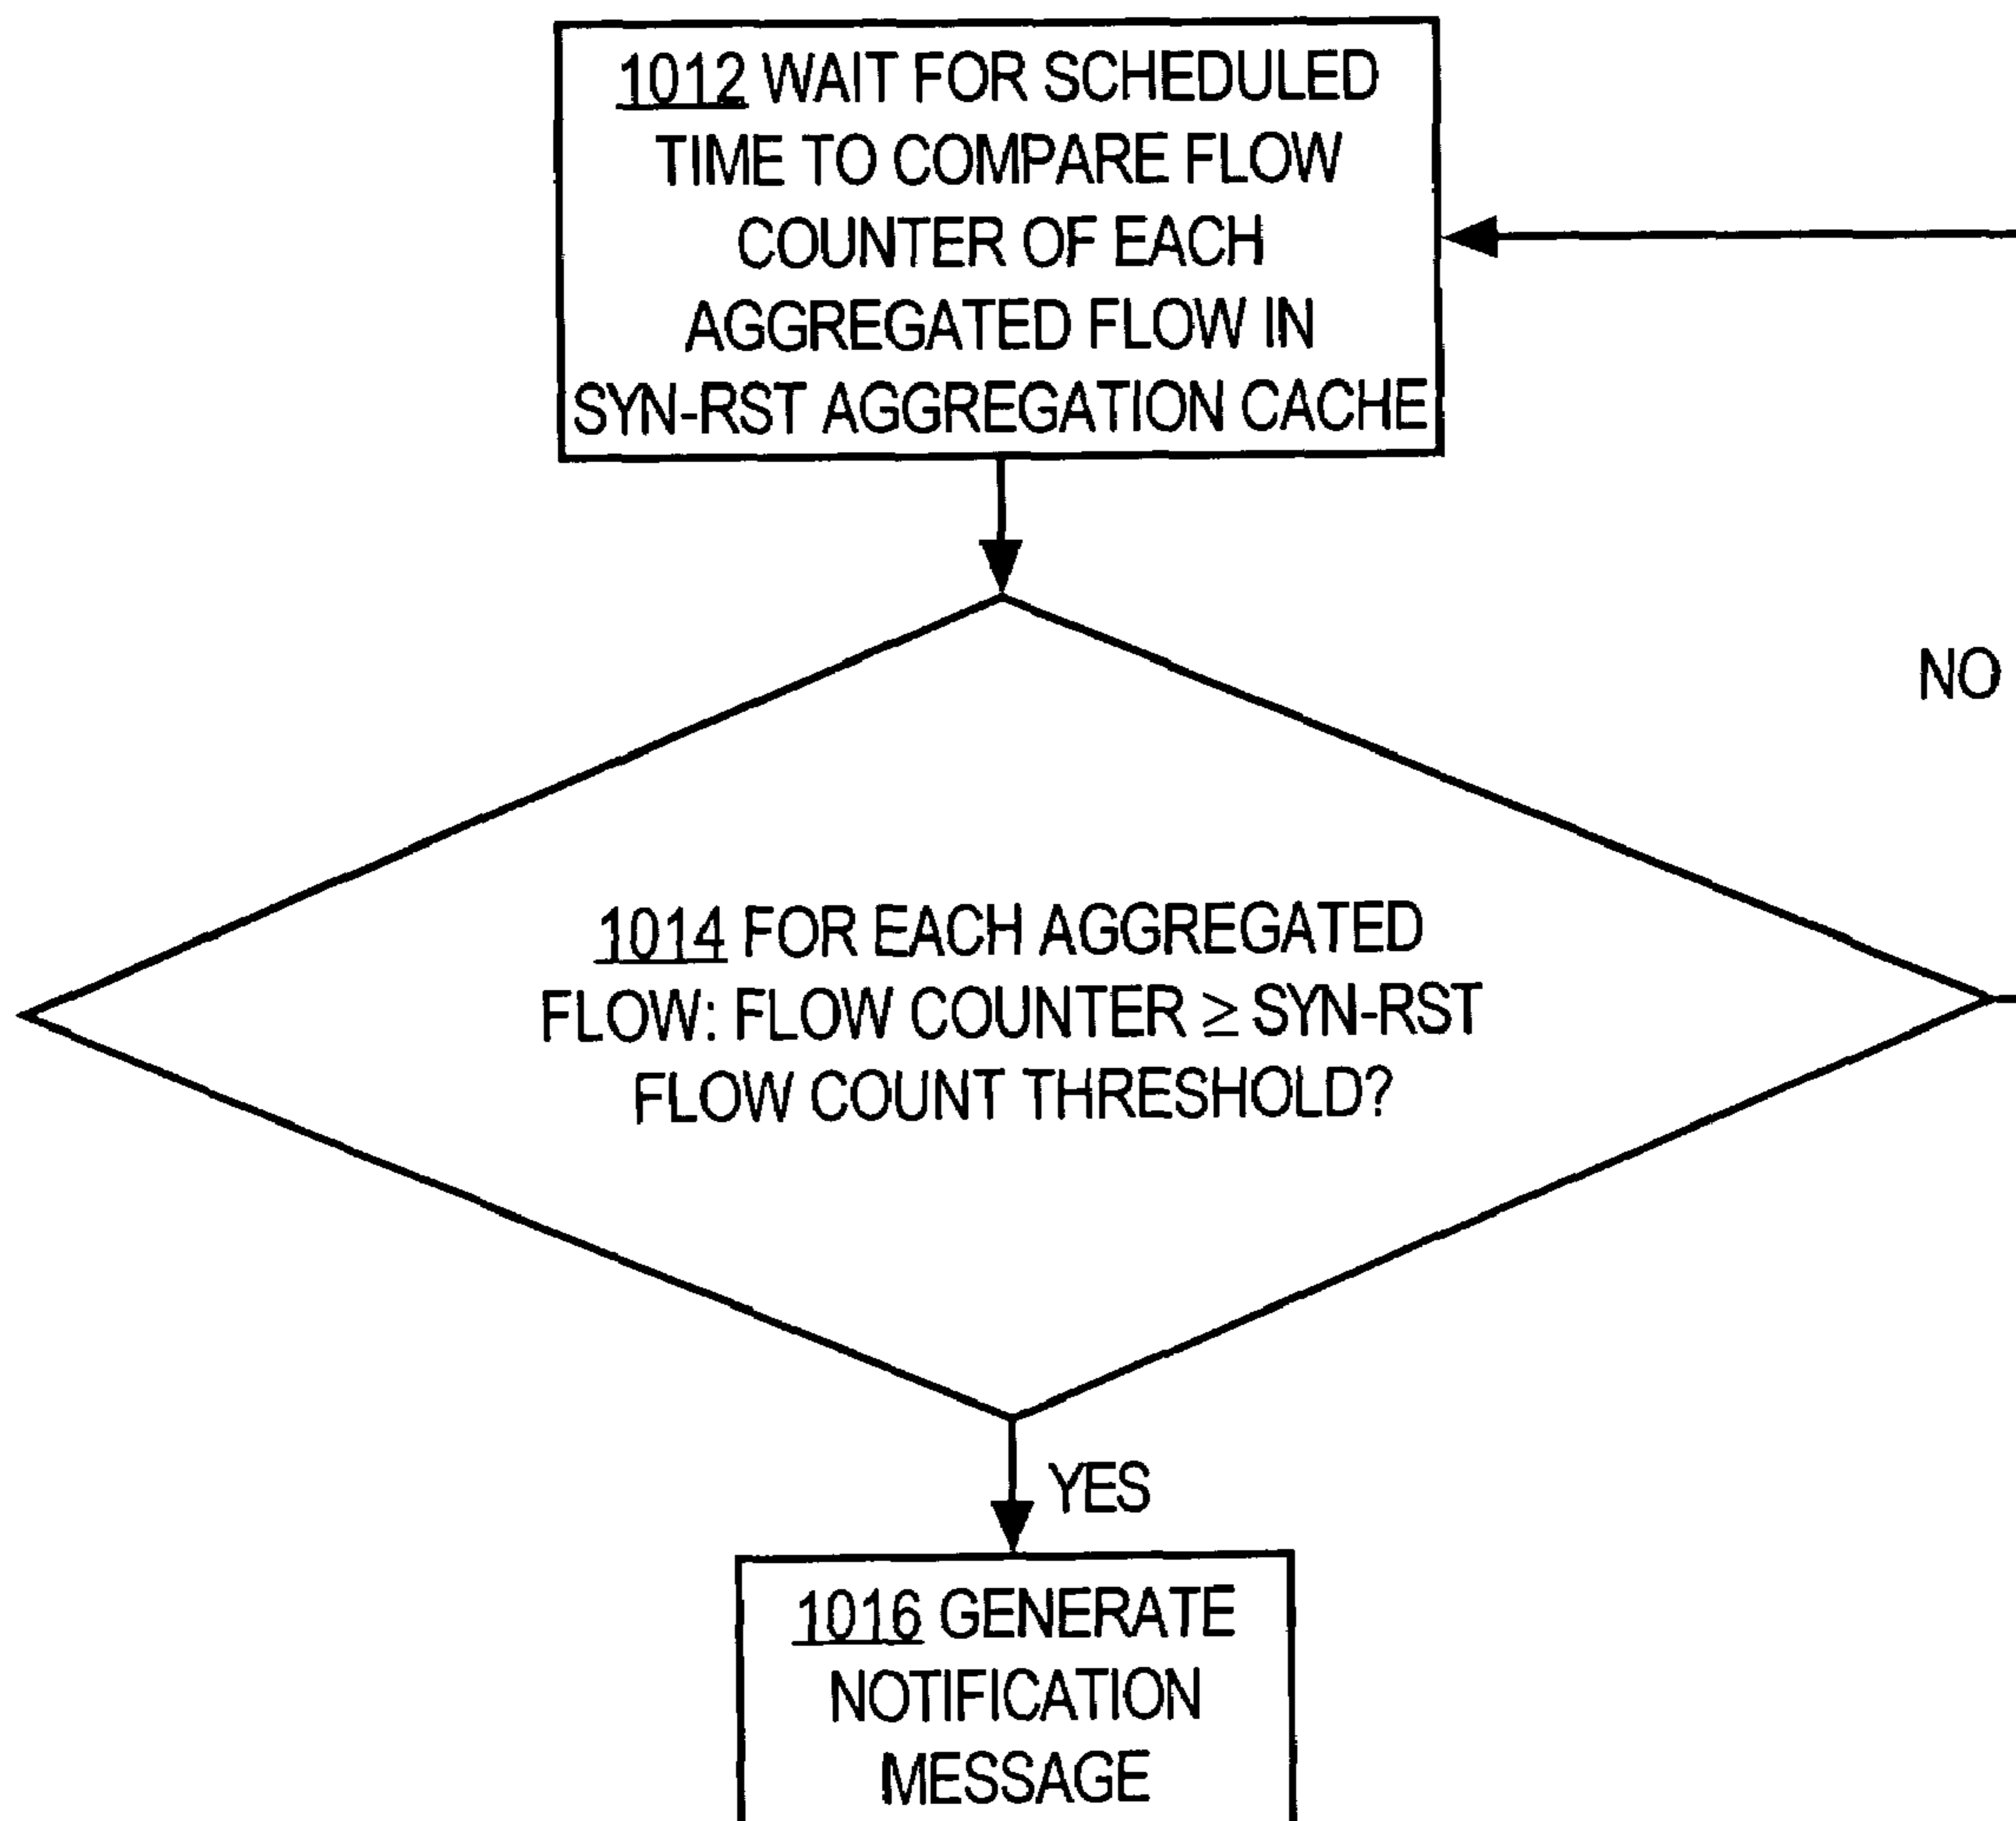 1012 WAIT FOR SCHEDULED
TIME TO COMPARE FLOW
COUNTER OF EACH
AGGREGATED FLOW IN
SYN-RST AGGREGATION CACHE
NO
1014 FOR EACH AGGREGATED
FLOW: FLOW COUNTER ≥ SYN-RST
FLOW COUNT THRESHOLD?
YES
1016 GENERATE
NOTIFICATION
MESSAGE